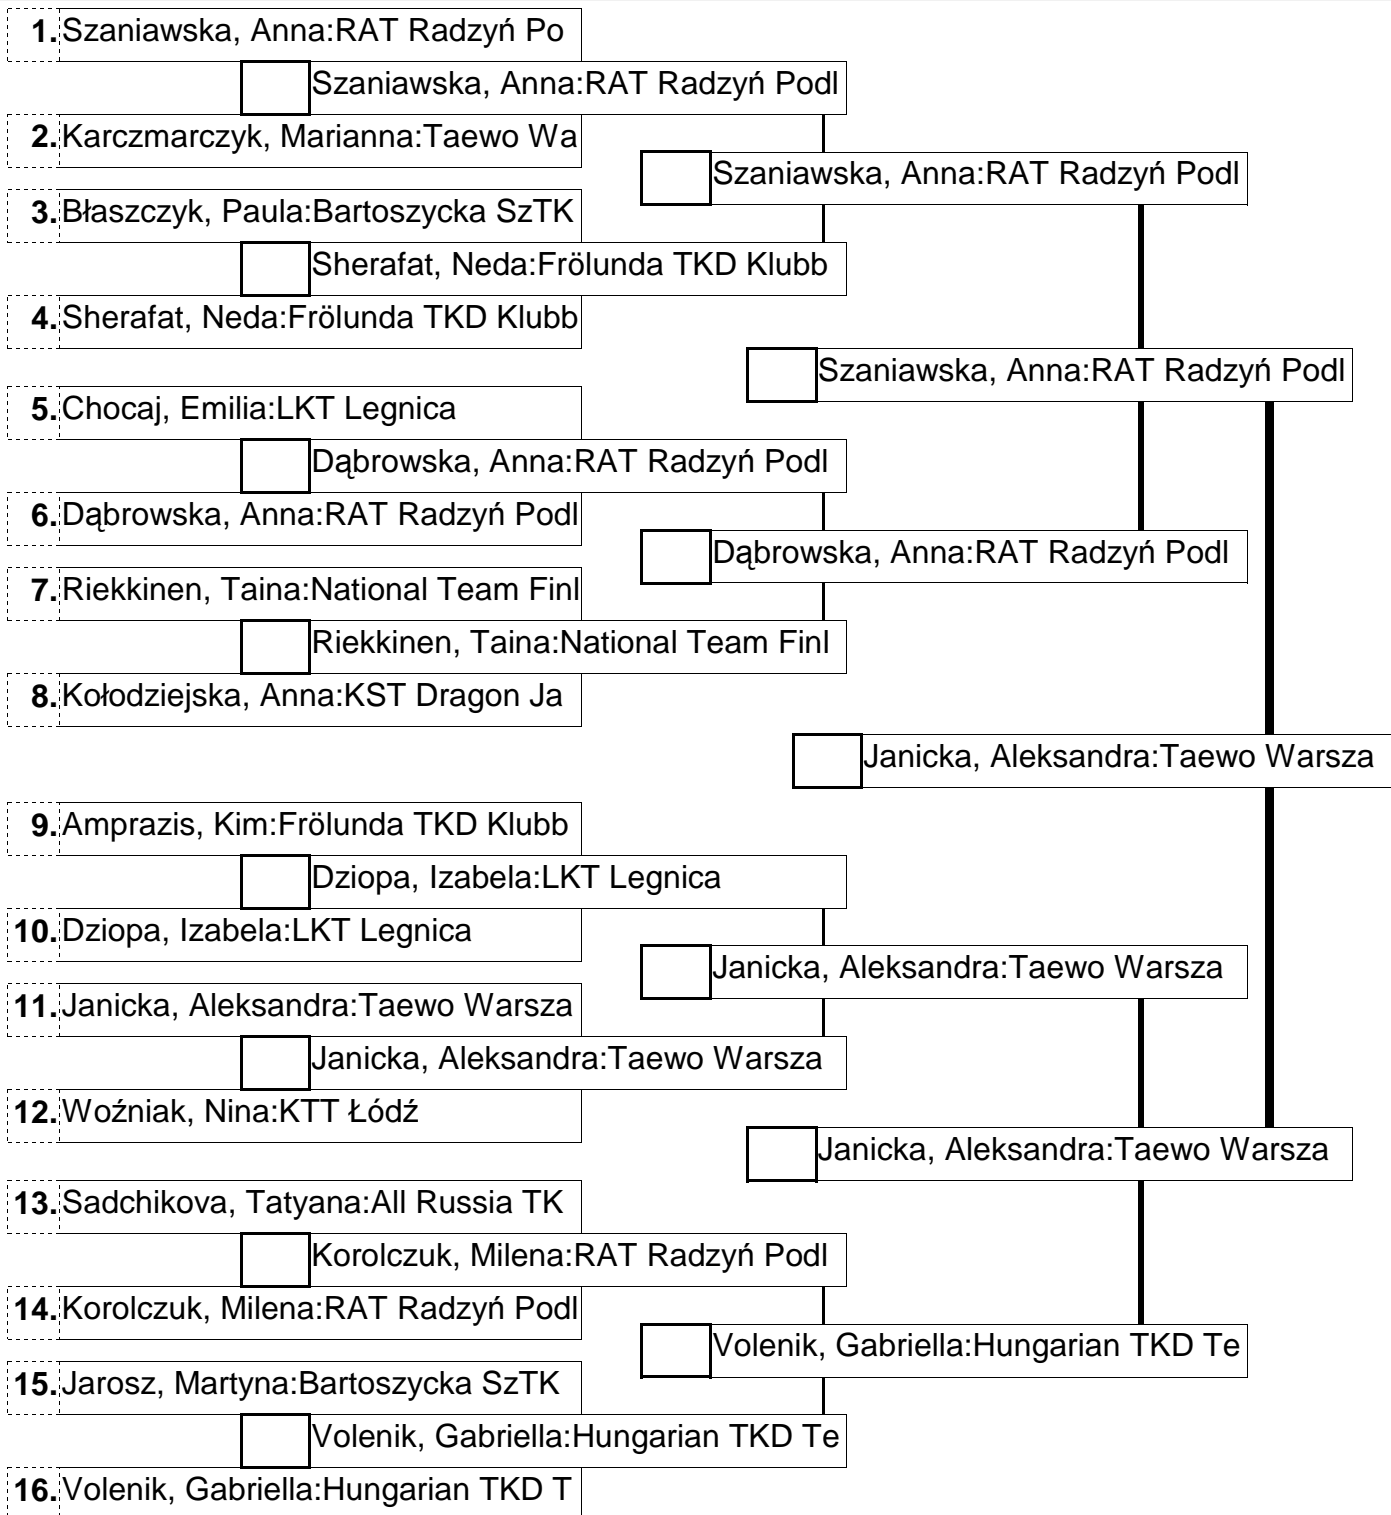 1. Szaniawska, Anna:RAT Radzyń Po
Szaniawska, Anna:RAT Radzyń Podl
2. Karczmarczyk, Marianna:Taewo Wa
Szaniawska, Anna:RAT Radzyń Podl
3. Błaszczyk, Paula:Bartoszycka SzTK
Sherafat, Neda:Frölunda TKD Klubb
4. Sherafat, Neda:Frölunda TKD Klubb
Szaniawska, Anna:RAT Radzyń Podl
5. Chocaj, Emilia:LKT Legnica
Dąbrowska, Anna:RAT Radzyń Podl
6. Dąbrowska, Anna:RAT Radzyń Podl
Dąbrowska, Anna:RAT Radzyń Podl
7. Riekkinen, Taina:National Team Finl
Riekkinen, Taina:National Team Finl
8. Kołodziejska, Anna:KST Dragon Ja
Janicka, Aleksandra:Taewo Warsza
9. Amprazis, Kim:Frölunda TKD Klubb
Dziopa, Izabela:LKT Legnica
10. Dziopa, Izabela:LKT Legnica
Janicka, Aleksandra:Taewo Warsza
11. Janicka, Aleksandra:Taewo Warsza
Janicka, Aleksandra:Taewo Warsza
12. Woźniak, Nina:KTT Łódź
Janicka, Aleksandra:Taewo Warsza
13. Sadchikova, Tatyana:All Russia TK
Korolczuk, Milena:RAT Radzyń Podl
14. Korolczuk, Milena:RAT Radzyń Podl
Volenik, Gabriella:Hungarian TKD Te
15. Jarosz, Martyna:Bartoszycka SzTK
Volenik, Gabriella:Hungarian TKD Te
16. Volenik, Gabriella:Hungarian TKD T